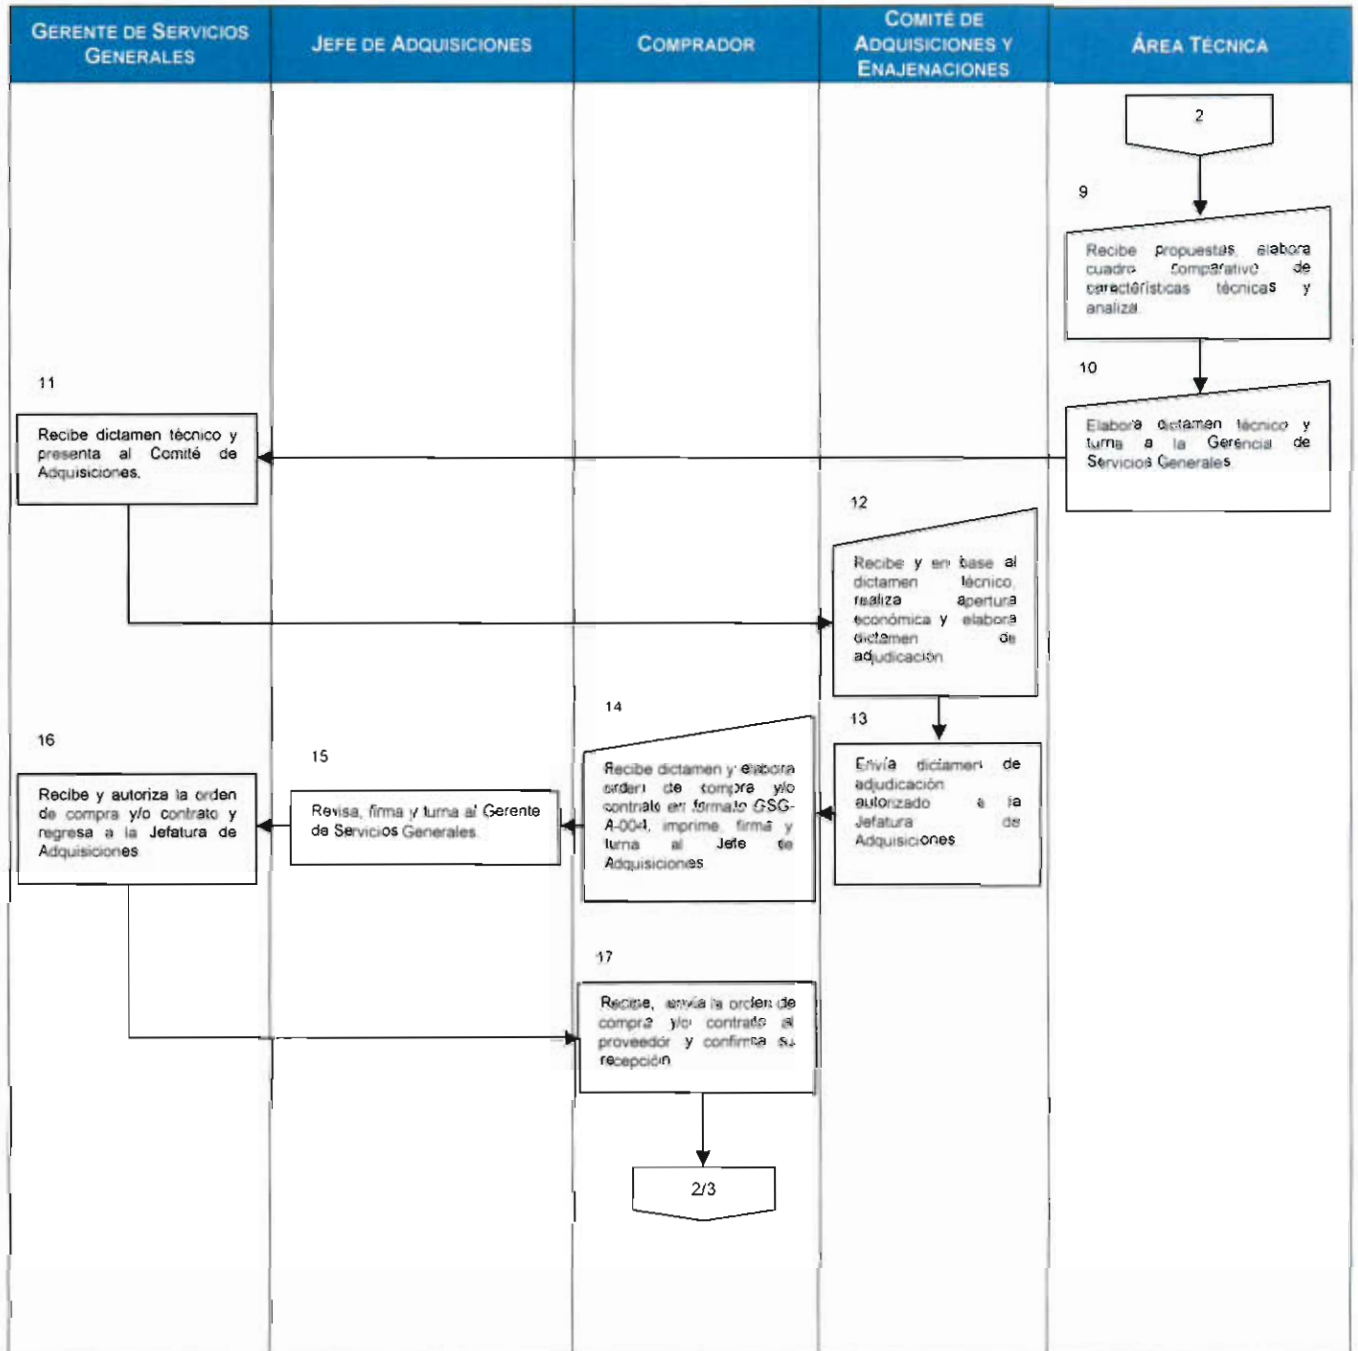 GERENTE DE SERVICIOS
GENERALES
JEFE DE ADQUISICIONES
COMPRADOR
COMITÉ DE
ADQUISICIONES Y
ENAJENACIONES
ÁREA TÉCNICA
2
9
Recibe propuestas, elabora
cuadro comparativo de
características técnicas y
analiza.
10
Elabora dictamen técnico y
turna a la Gerencia de
Servicios Generales
11
Recibe dictamen técnico y
presenta al Comité de
Adquisiciones.
12
Recibe y en base al
dictamen técnico,
realiza apertura
económica y elabora
dictamen de
adjudicación
13
Envía dictamen de
adjudicación
autorizado a la
Jefatura de
Adquisiciones
14
Recibe dictamen y elabora
orden de compra y/o
contrato en formato GSG-
A-004, imprime, firma y
turna al Jefe de
Adquisiciones
15
Revisa, firma y turna al Gerente
de Servicios Generales.
16
Recibe y autoriza la orden
de compra y/o contrato y
regresa a la Jefatura de
Adquisiciones
17
Recibe, envía la orden de
compra y/o contrato al
proveedor y confirma su
recepción
2/3